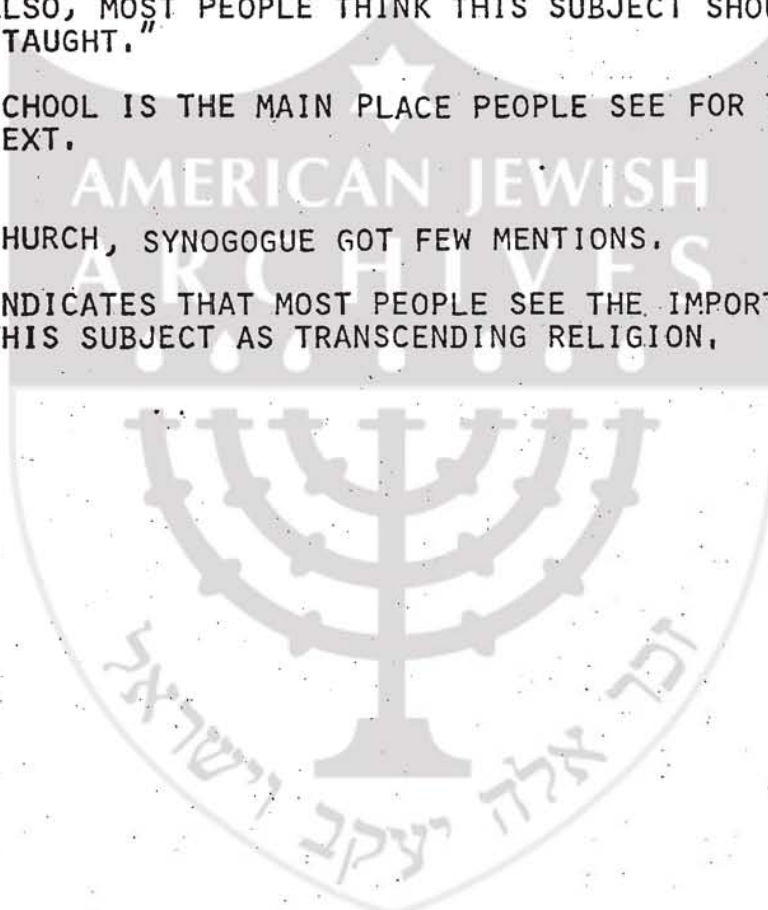 LSO, MOST PEOPLE THINK THIS SUBJECT SHOU
TAUGHT."
CHOOL IS THE MAIN PLACE PEOPLE SEE FOR
EXT.
AMERICAN JEWISH
HURCH, SYNOGOGUE GOT FEW MENTIONS.
ARCHIVES
NDICATES THAT MOST PEOPLE SEE THE IMPOR
HIS SUBJECT AS TRANSCENDING RELIGION.
זכר אלה יעקב וישראל